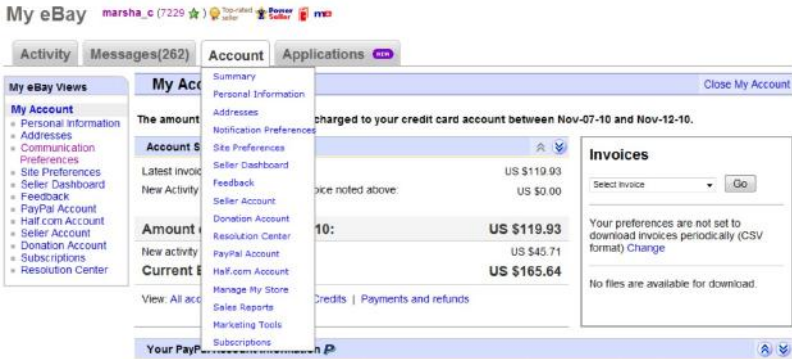 My eBay marsha_c (7229 ) Top-rated seller Power Seller me
Activity Messages(262) Account Applications NEW
My eBay Views
My Account
Personal Information
Addresses
Communication
Preferences
Site Preferences
Seller Dashboard
Feedback
PayPal Account
Half.com Account
Seller Account
Donation Account
Subscriptions
Resolution Center
Summary
Personal Information
Addresses
Notification Preferences
Site Preferences
Seller Dashboard
Feedback
Seller Account
Donation Account
Resolution Center
PayPal Account
Half.com Account
Manage My Store
Sales Reports
Marketing Tools
Subscriptions
My Acc Close My Account
The amount charged to your credit card account between Nov-07-10 and Nov-12-10.
Account S
Latest invoic US $119.93
New Activity oice noted above: US $0.00
Amount 10: US $119.93
New activity US $45.71
Current US $165.64
View: All acc Credits | Payments and refunds
Your PayPal Account Information
Invoices
Select Invoice Go
Your preferences are not set to
download invoices periodically (CSV
format) Change
No files are available for download.